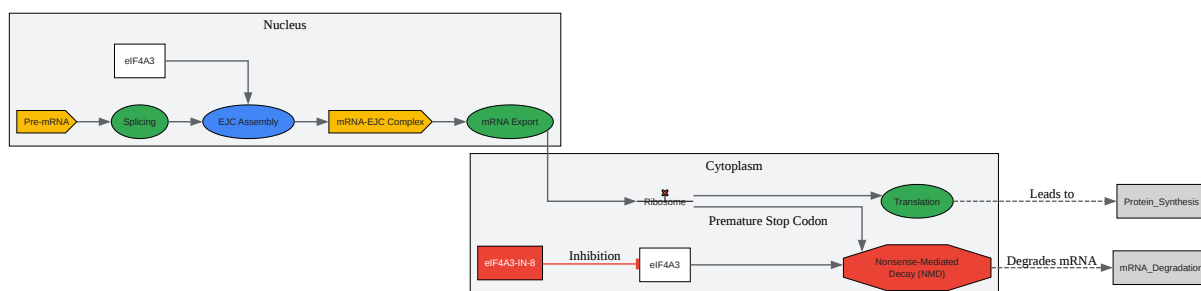 Nucleus
eIF4A3
Pre-mRNA
Splicing
EJC Assembly
mRNA-EJC Complex
mRNA Export
Cytoplasm
Ribosome
Translation
Leads to
Protein_Synthesis
Premature Stop Codon
eIF4A3-IN-8
Inhibition
eIF4A3
Nonsense-Mediated
Decay (NMD)
Degrades mRNA
mRNA_Degradation